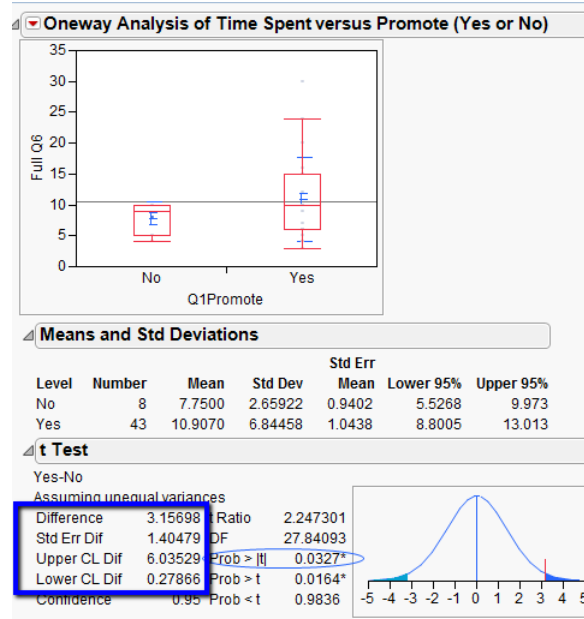 Oneway Analysis of Time Spent versus Promote (Yes or No)
35
30
25
20
15
10
5
0
Full Q6
No Yes
Q1Promote
Means and Std Deviations
Std Err
Level Number Mean Std Dev Mean Lower 95% Upper 95%
No 8 7.7500 2.65922 0.9402 5.5268 9.973
Yes 43 10.9070 6.84458 1.0438 8.8005 13.013
t Test
Yes-No
Assuming unequal variances
Difference 3.15698 t Ratio 2.247301
Std Err Dif 1.40479 DF 27.84093
Upper CL Dif 6.03529 Prob > |t| 0.0327*
Lower CL Dif 0.27866 Prob > t 0.0164*
Confidence 0.95 Prob < t 0.9836
-5 -4 -3 -2 -1 0 1 2 3 4 5